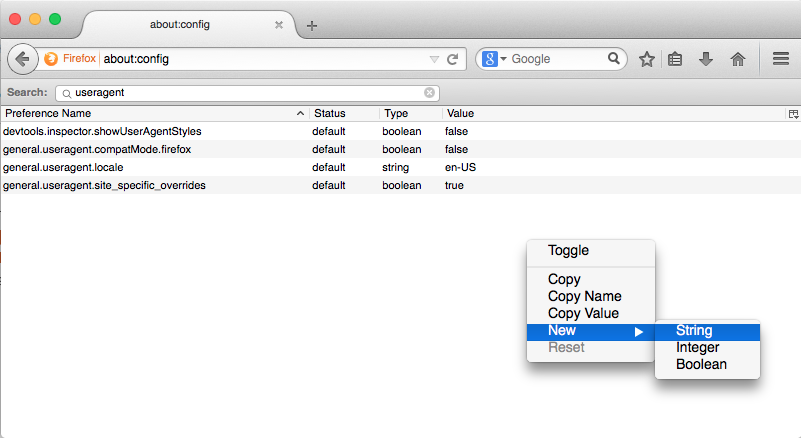 about:config
Firefox about:config Google
Search: useragent
Preference Name Status Type Value
devtools.inspector.showUserAgentStyles default boolean false
general.useragent.compatMode.firefox default boolean false
general.useragent.locale default string en-US
general.useragent.site_specific_overrides default boolean true
Toggle
Copy
Copy Name
Copy Value
New String
Reset Integer
Boolean